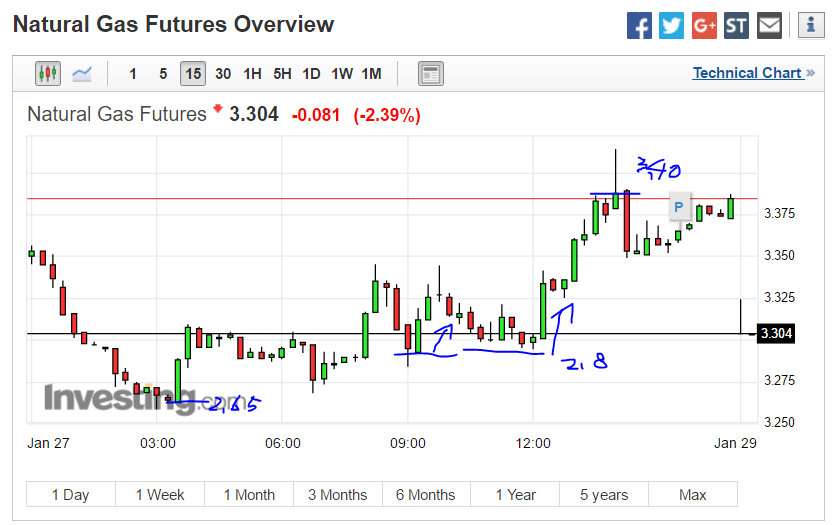 Natural Gas Futures Overview
f G+ ST i
1 5 15 30 1H 5H 1D 1W 1M
Technical Chart »
Natural Gas Futures 3.304 -0.081 (-2.39%)
3.40
P
3.375
3.350
3.325
3.304
2.8
3.275
Investing.com
2.65
3.250
Jan 27 03:00 06:00 09:00 12:00 Jan 29
1 Day 1 Week 1 Month 3 Months 6 Months 1 Year 5 years Max